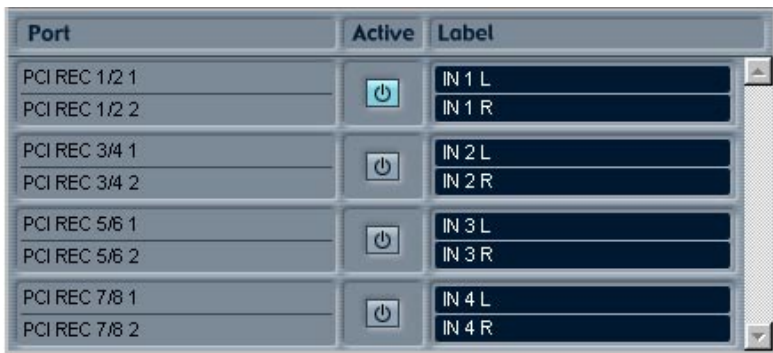 Port Active Label
PCI REC 1/2 1 IN 1 L
PCI REC 1/2 2 IN 1 R
PCI REC 3/4 1 IN 2 L
PCI REC 3/4 2 IN 2 R
PCI REC 5/6 1 IN 3 L
PCI REC 5/6 2 IN 3 R
PCI REC 7/8 1 IN 4 L
PCI REC 7/8 2 IN 4 R